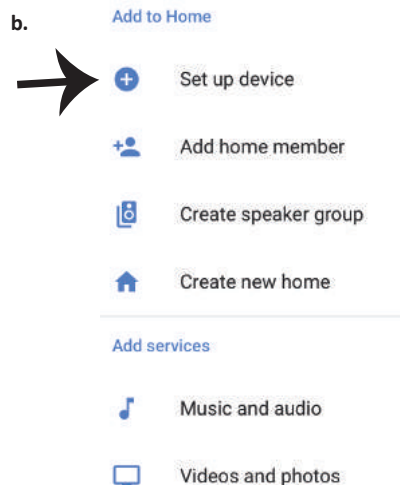 b.
Add to Home
Set up device
Add home member
Create speaker group
Create new home
Add services
Music and audio
Videos and photos